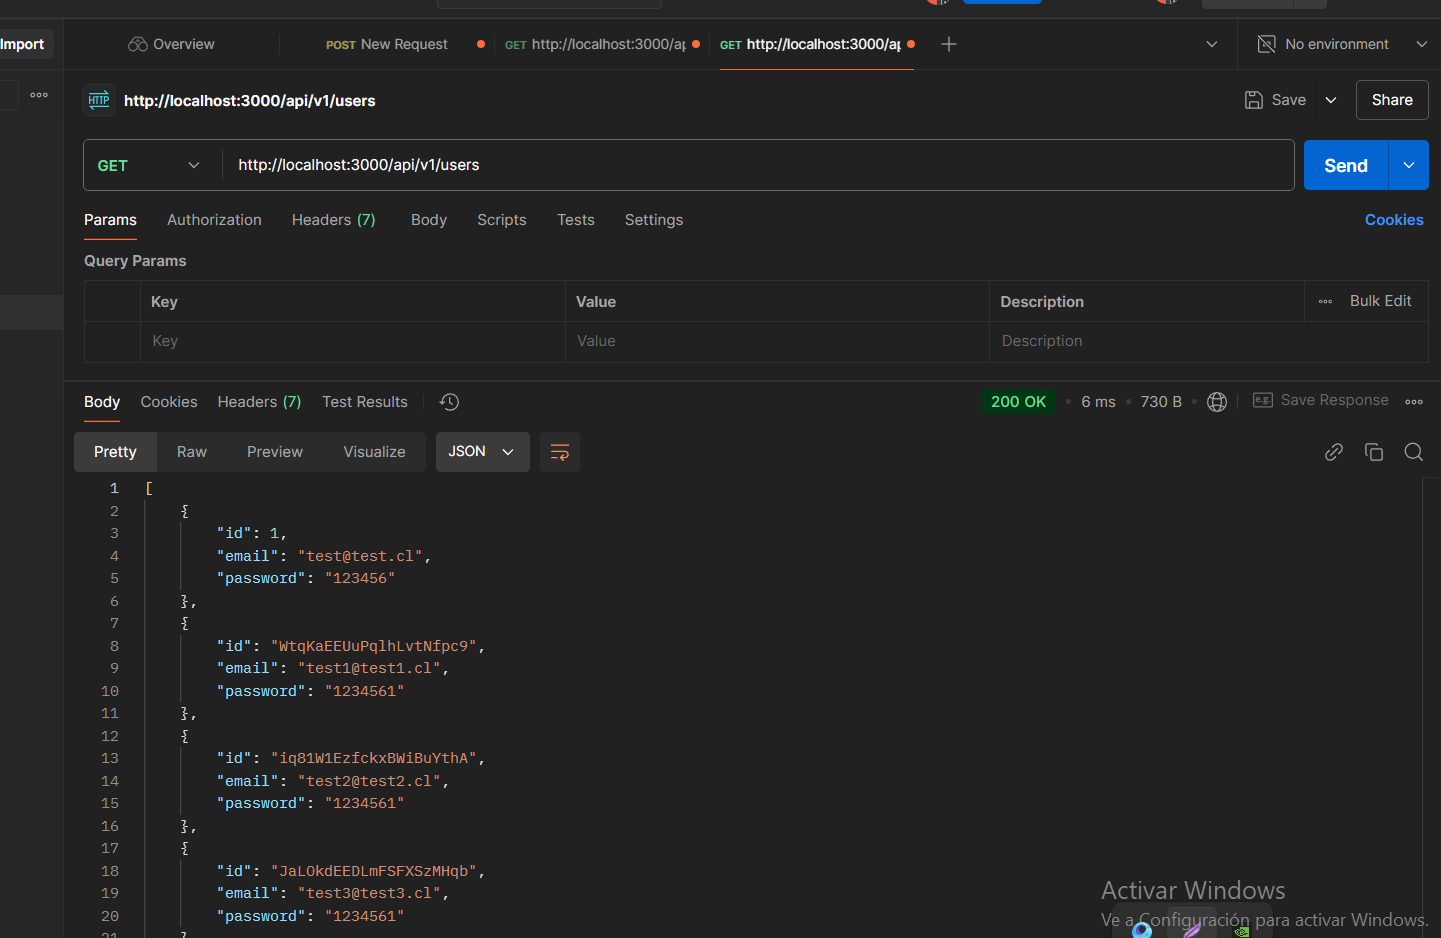 Import
Overview
POST New Request
GET http://localhost:3000/ap
GET http://localhost:3000/ap
No environment
HTTP http://localhost:3000/api/v1/users
Save
Share
GET
http://localhost:3000/api/v1/users
Send
Params Authorization Headers (7) Body Scripts Tests Settings
Cookies
Query Params
Key Value Description Bulk Edit
Key Value Description
Body Cookies Headers (7) Test Results
200 OK • 6 ms • 730 B •
e.g. Save Response
Pretty Raw Preview Visualize JSON
1 [
2 {
3 "id": 1,
4 "email": "test@test.cl",
5 "password": "123456"
6 },
7 {
8 "id": "WtqKaEEUuPqlhLvtNfpc9",
9 "email": "test1@test1.cl",
10 "password": "1234561"
11 },
12 {
13 "id": "iq81W1EzfckxBWiBuYthA",
14 "email": "test2@test2.cl",
15 "password": "1234561"
16 },
17 {
18 "id": "JaLOkdEEDLmFSFXSzMHqb",
19 "email": "test3@test3.cl",
20 "password": "1234561"
21 }
Activar Windows
Ve a Configuración para activar Windows.